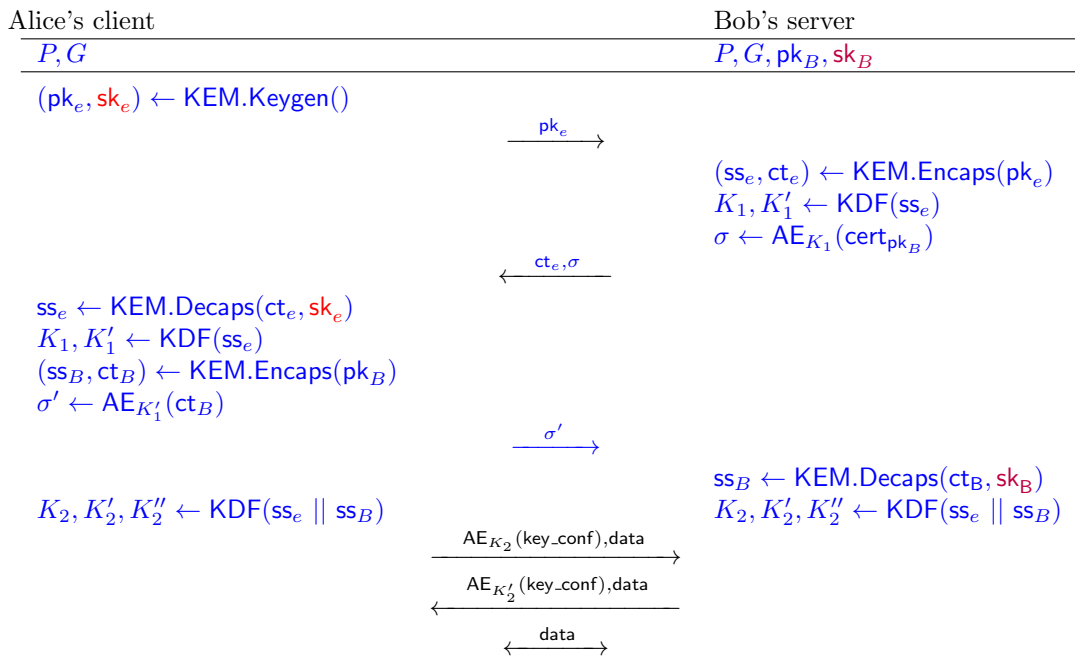 Alice's client Bob's server
P, G P, G, pk_B, sk_B
(pk_e, sk_e) ← KEM.Keygen()
pk_e
(ss_e, ct_e) ← KEM.Encaps(pk_e)
K_1, K'_1 ← KDF(ss_e)
σ ← AE_{K_1}(cert_{pk_B})
ct_e, σ
ss_e ← KEM.Decaps(ct_e, sk_e)
K_1, K'_1 ← KDF(ss_e)
(ss_B, ct_B) ← KEM.Encaps(pk_B)
σ' ← AE_{K'_1}(ct_B)
σ'
ss_B ← KEM.Decaps(ct_B, sk_B)
K_2, K'_2, K''_2 ← KDF(ss_e || ss_B) K_2, K'_2, K''_2 ← KDF(ss_e || ss_B)
AE_{K_2}(key_conf),data
AE_{K'_2}(key_conf),data
data